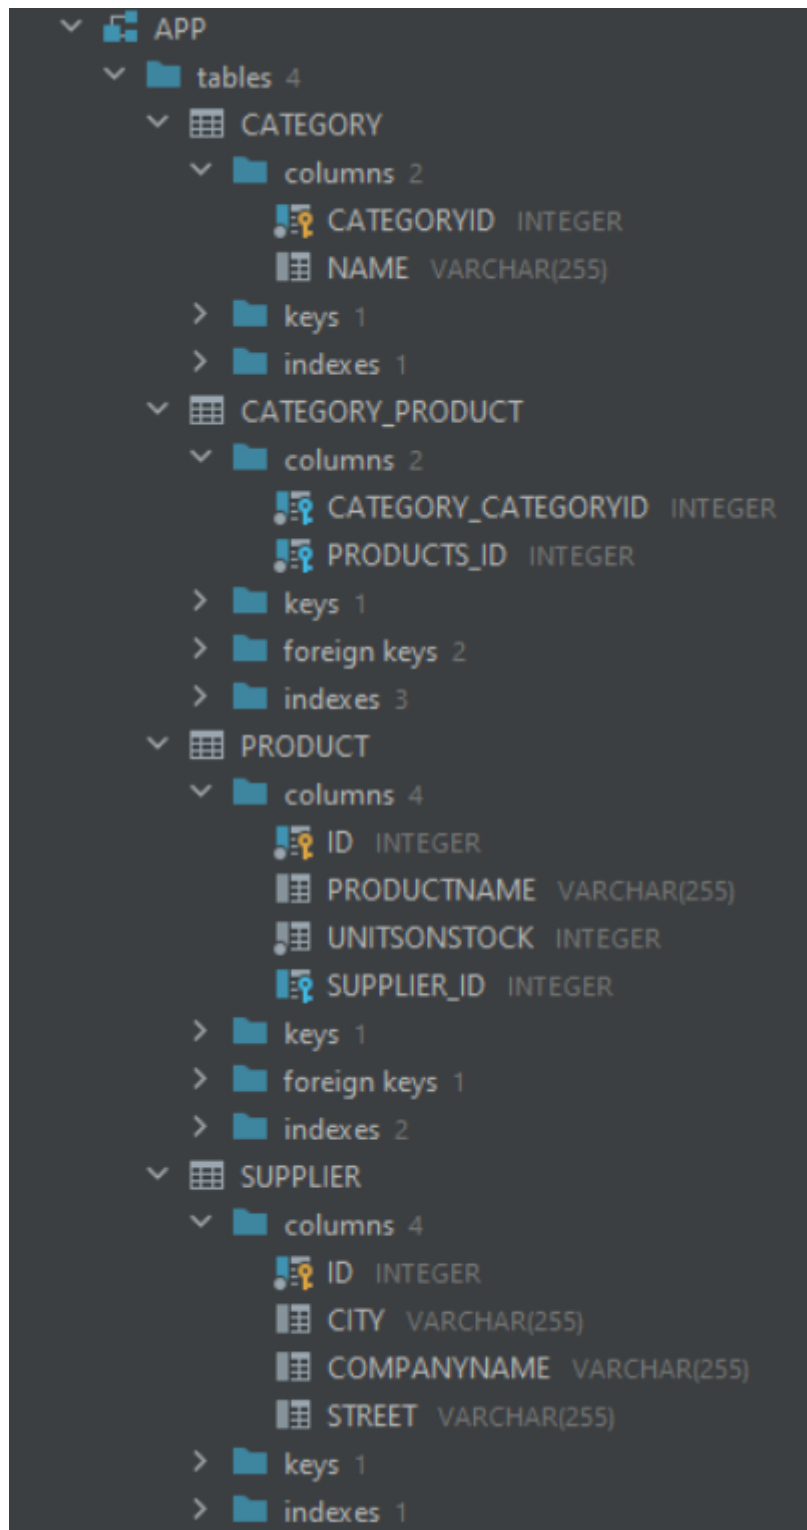 APP
tables 4
CATEGORY
columns 2
CATEGORYID INTEGER
NAME VARCHAR(255)
keys 1
indexes 1
CATEGORY_PRODUCT
columns 2
CATEGORY_CATEGORYID INTEGER
PRODUCTS_ID INTEGER
keys 1
foreign keys 2
indexes 3
PRODUCT
columns 4
ID INTEGER
PRODUCTNAME VARCHAR(255)
UNITSONSTOCK INTEGER
SUPPLIER_ID INTEGER
keys 1
foreign keys 1
indexes 2
SUPPLIER
columns 4
ID INTEGER
CITY VARCHAR(255)
COMPANYNAME VARCHAR(255)
STREET VARCHAR(255)
keys 1
indexes 1